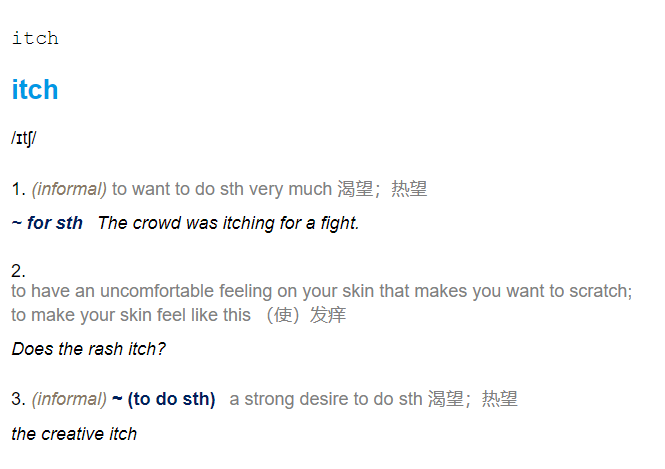 itch
itch
/ɪtʃ/
1. (informal) to want to do sth very much 渴望；热望
~ for sth The crowd was itching for a fight.
2.
to have an uncomfortable feeling on your skin that makes you want to scratch;
to make your skin feel like this （使）发痒
Does the rash itch?
3. (informal) ~ (to do sth) a strong desire to do sth 渴望；热望
the creative itch